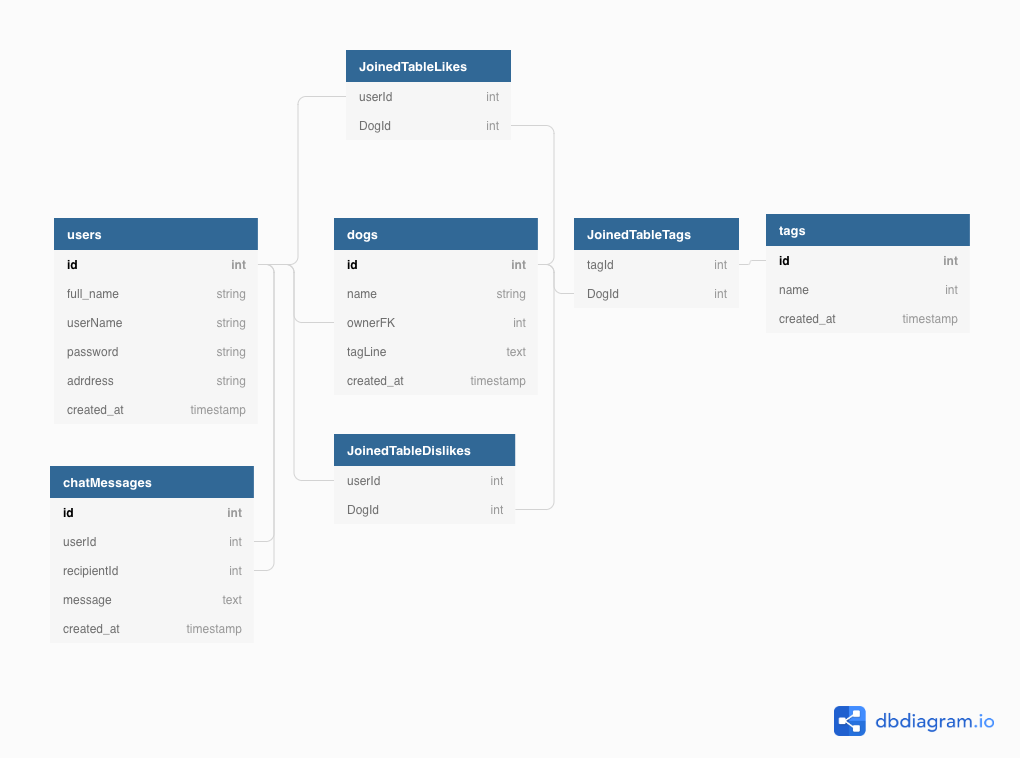 JoinedTableLikes
userId int
DogId int
users
id int
full_name string
userName string
password string
adrdress string
created_at timestamp
dogs
id int
name string
ownerFK int
tagLine text
created_at timestamp
JoinedTableTags
tagId int
DogId int
tags
id int
name int
created_at timestamp
JoinedTableDislikes
userId int
DogId int
chatMessages
id int
userId int
recipientId int
message text
created_at timestamp
dbdiagram.io